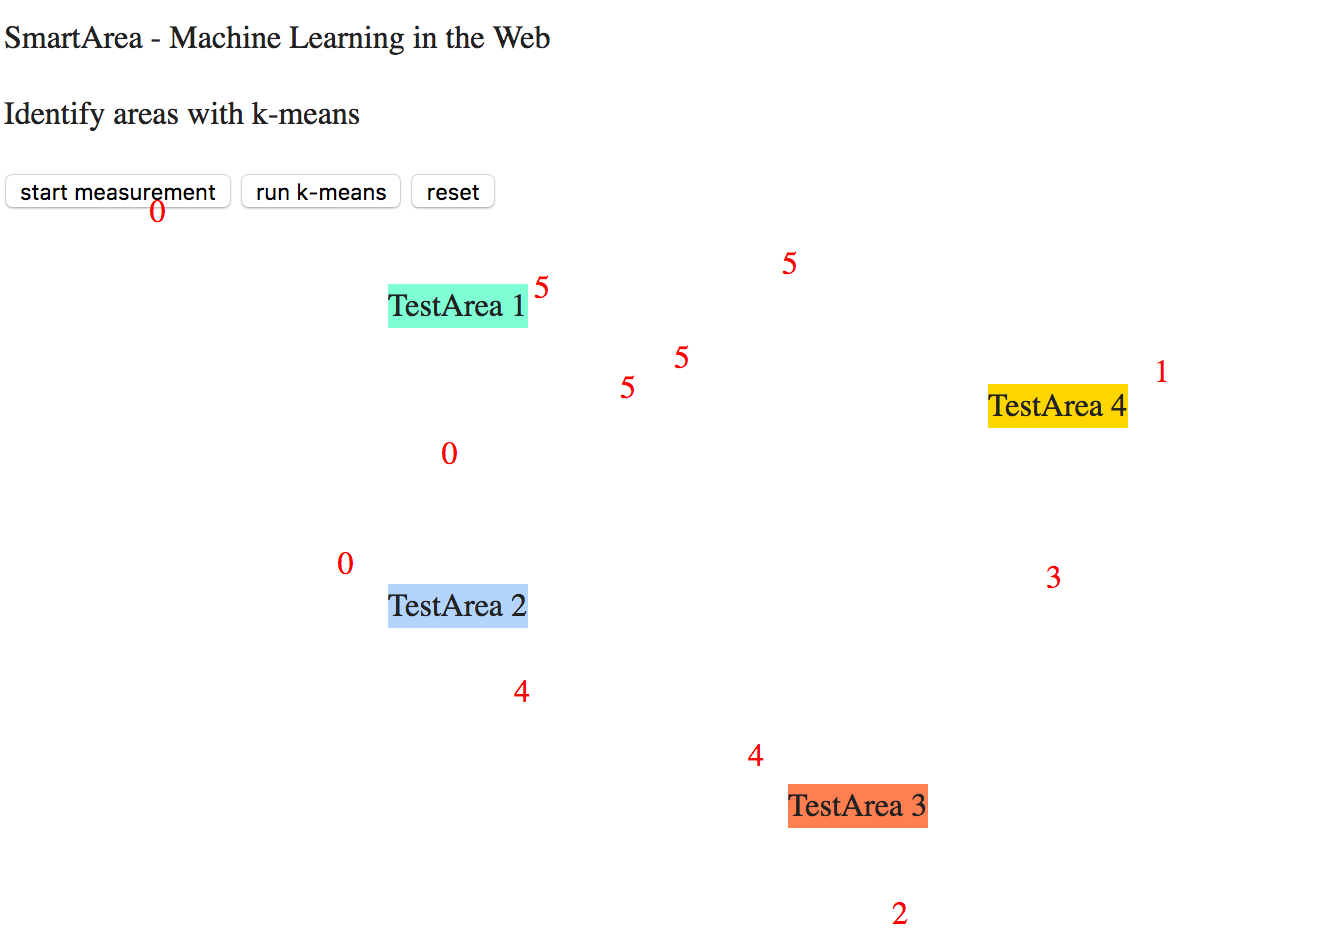 SmartArea - Machine Learning in the Web
Identify areas with k-means
start measurement run k-means reset
0
5
TestArea 1 5
5
1
5
TestArea 4
0
0
3
TestArea 2
4
4
TestArea 3
2